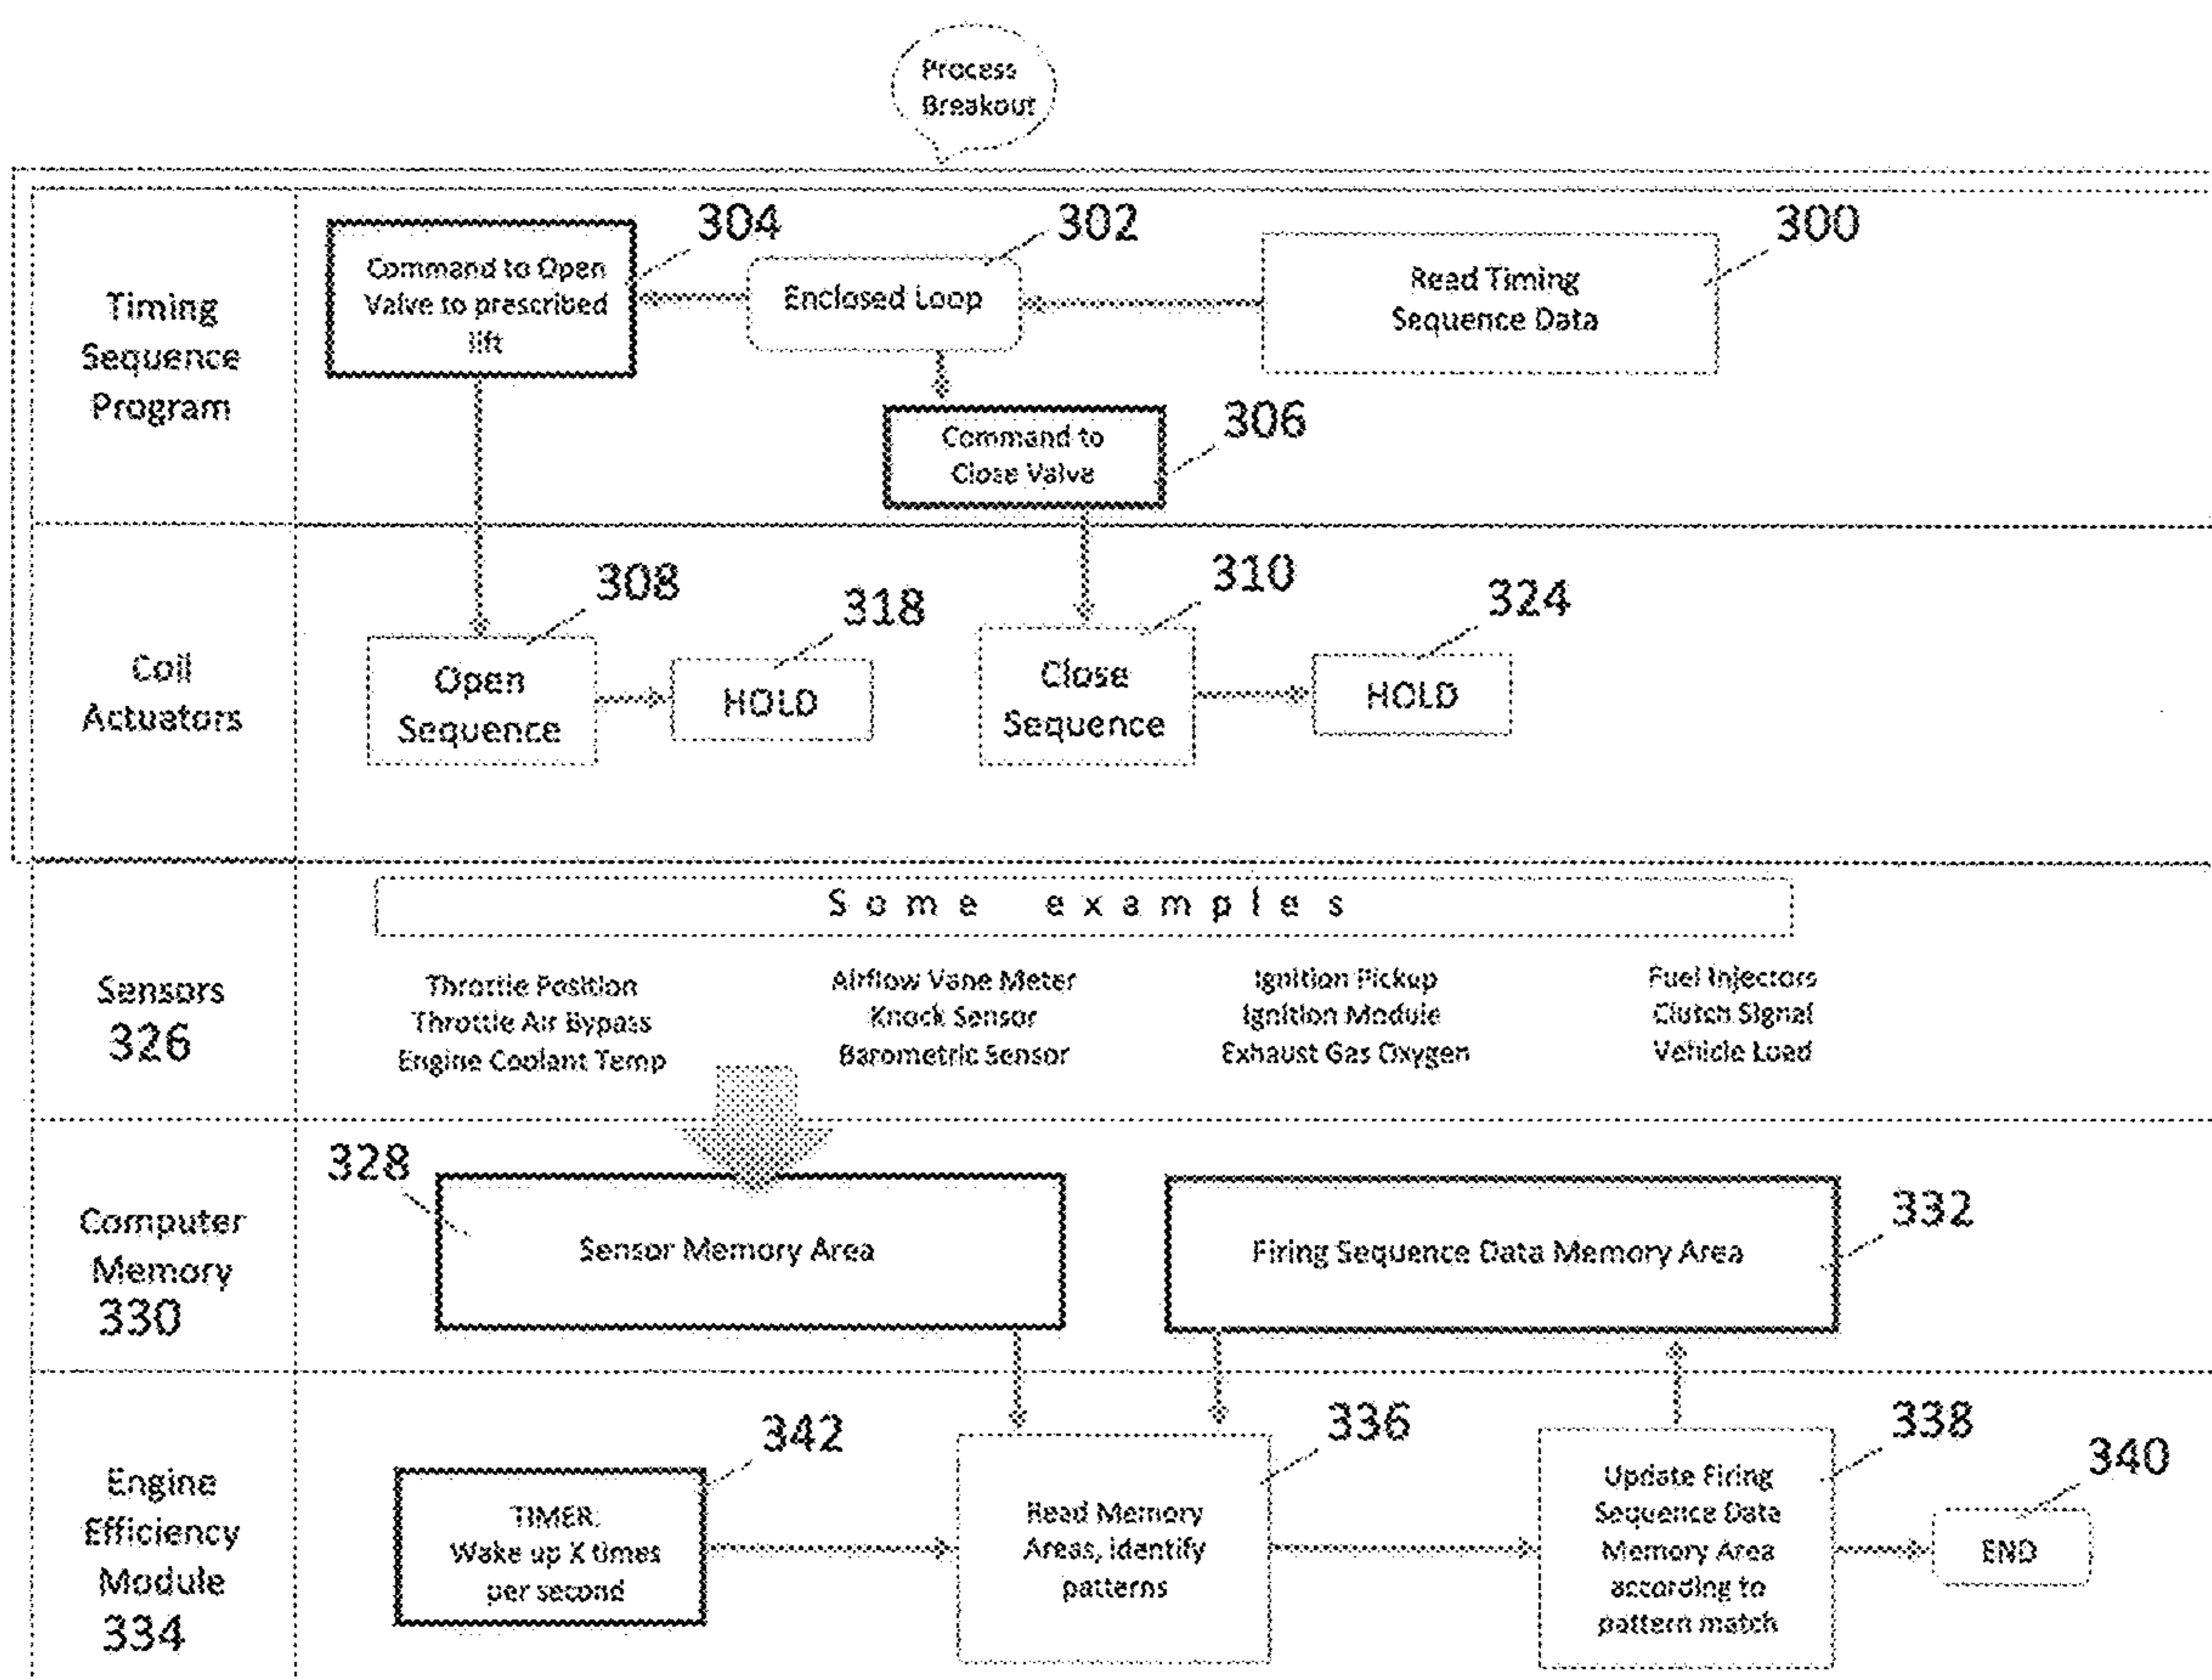 Process
Breakout
Timing
Sequence
Program
304
Command to Open
Valve to prescribed
lift
302
Enclosed Loop
300
Read Timing
Sequence Data
306
Command to
Close Valve
Coil
Actuators
308
Open
Sequence
318
HOLD
310
Close
Sequence
324
HOLD
Sensors
326
Some examples
Throttle Position
Throttle Air Bypass
Engine Coolant Temp
Airflow Vane Meter
Knock Sensor
Barometric Sensor
Ignition Pickup
Ignition Module
Exhaust Gas Oxygen
Fuel Injectors
Clutch Signal
Vehicle Load
Computer
Memory
330
328
Sensor Memory Area
332
Firing Sequence Data Memory Area
Engine
Efficiency
Module
334
342
TIMER:
Wake up X times
per second
336
Read Memory
Areas, identify
patterns
338
Update Firing
Sequence Data
Memory Area
according to
pattern match
340
END